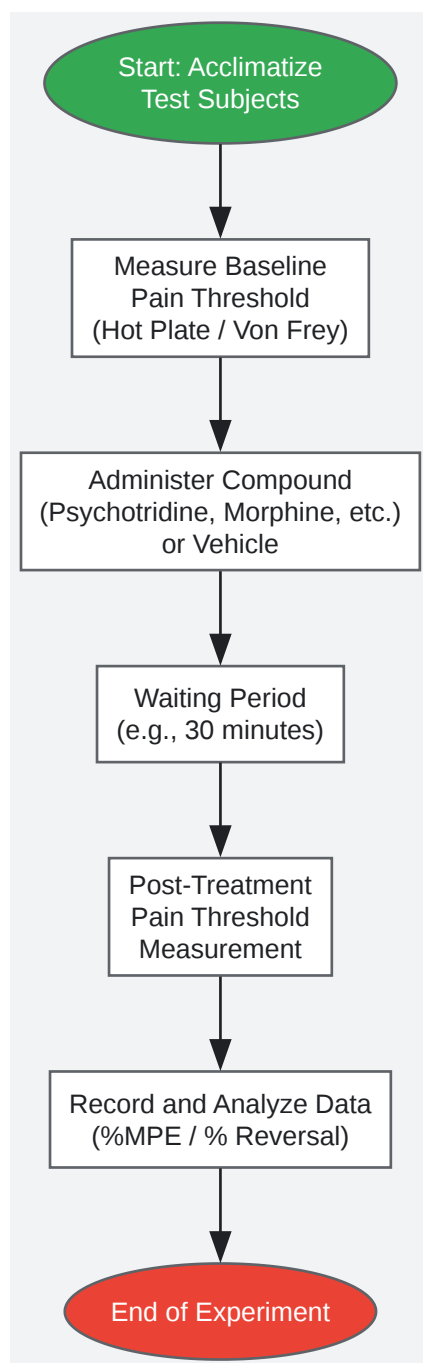 Start: Acclimatize
Test Subjects
Measure Baseline
Pain Threshold
(Hot Plate / Von Frey)
Administer Compound
(Psychotridine, Morphine, etc.)
or Vehicle
Waiting Period
(e.g., 30 minutes)
Post-Treatment
Pain Threshold
Measurement
Record and Analyze Data
(%MPE / % Reversal)
End of Experiment